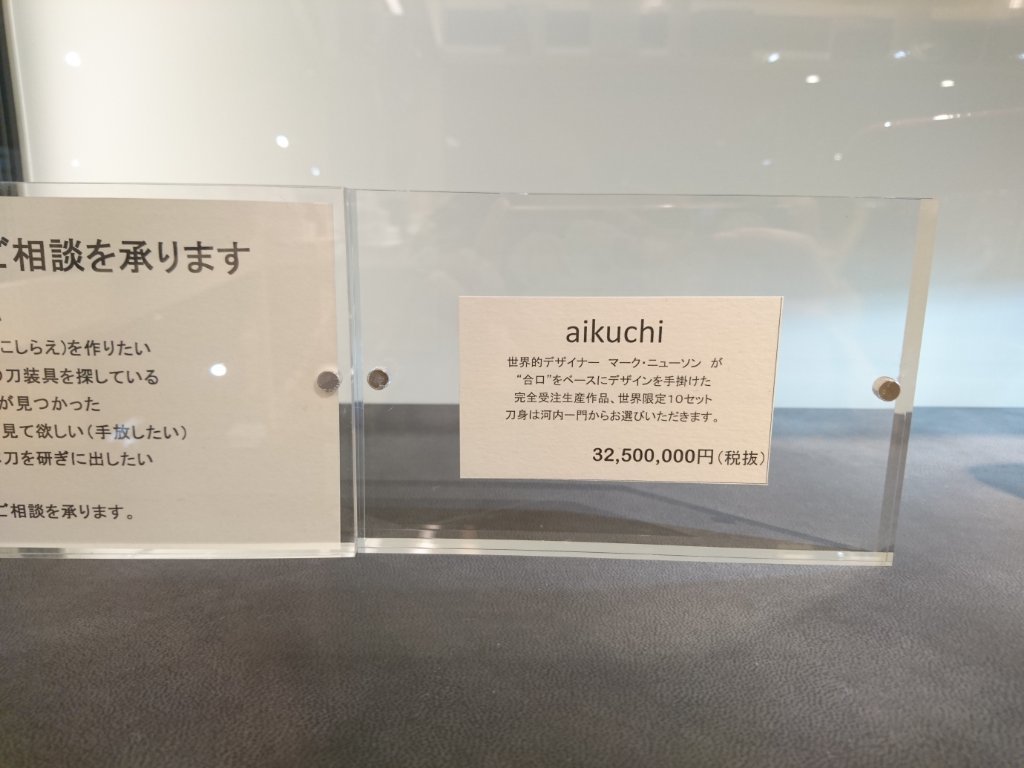 ご相談を承ります
こしらえ)を作りたい
刀装具を探している
が見つかった
見て欲しい(手放したい)
刀を研ぎに出したい
ご相談を承ります。
aikuchi
世界的デザイナー マーク・ニューソン が
“合口”をベースにデザインを手掛けた
完全受注生産作品、世界限定10セット
刀身は河内一門からお選びいただきます。
32,500,000円(税抜)